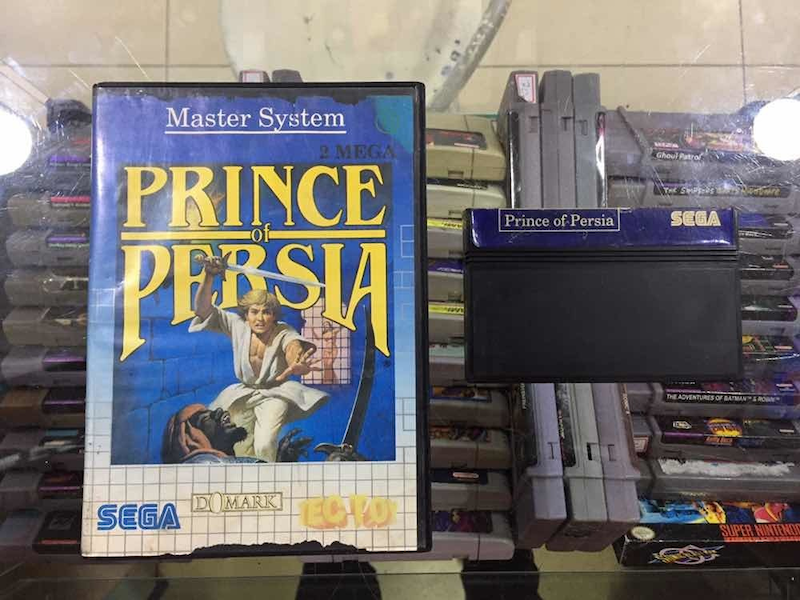 Master System
2 MEGA
PRINCE
of
PERSIA
SEGA
DOMARK
TEC TOY
Prince of Persia
SEGA
Ghoul Patrol
THE SIMPSONS BART'S NIGHTMARE
THE ADVENTURES OF BATMAN & ROBIN
SUPER NINTENDO